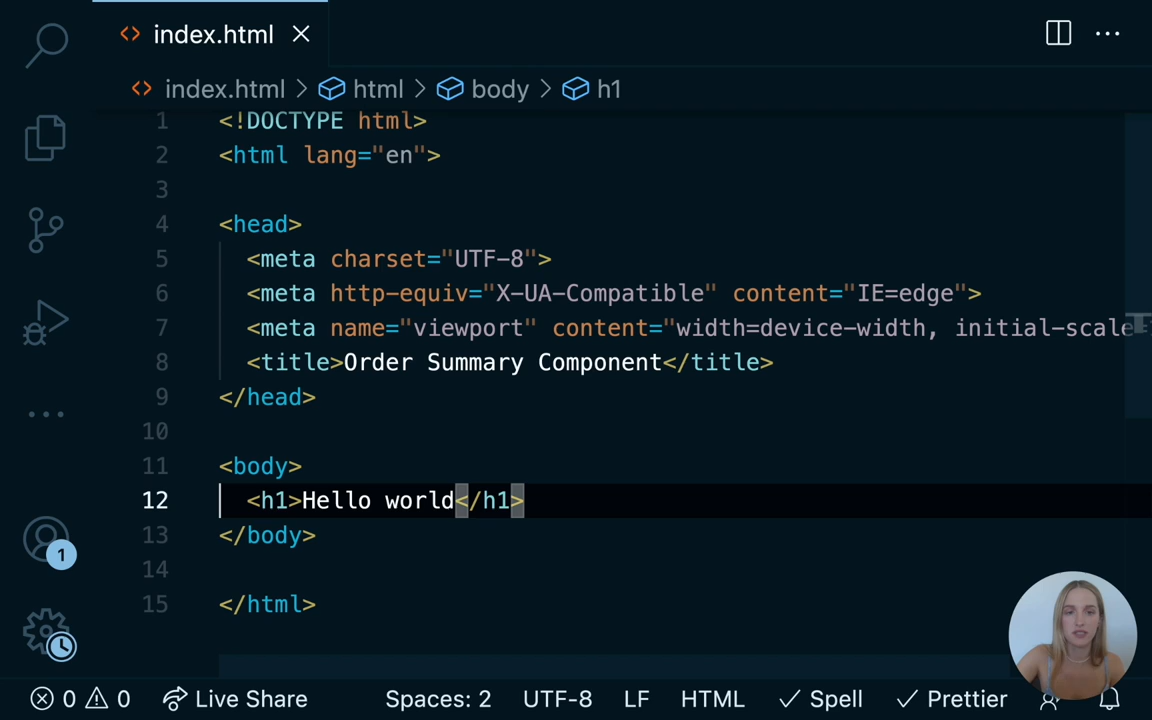 index.html
index.html > html > body > h1
1 <!DOCTYPE html>
2 <html lang="en">
3
4 <head>
5 <meta charset="UTF-8">
6 <meta http-equiv="X-UA-Compatible" content="IE=edge">
7 <meta name="viewport" content="width=device-width, initial-scale=
8 <title>Order Summary Component</title>
9 </head>
10
11 <body>
12 <h1>Hello world</h1>
13 </body>
14
15 </html>
1
0 0 Live Share Spaces: 2 UTF-8 LF HTML Spell Prettier